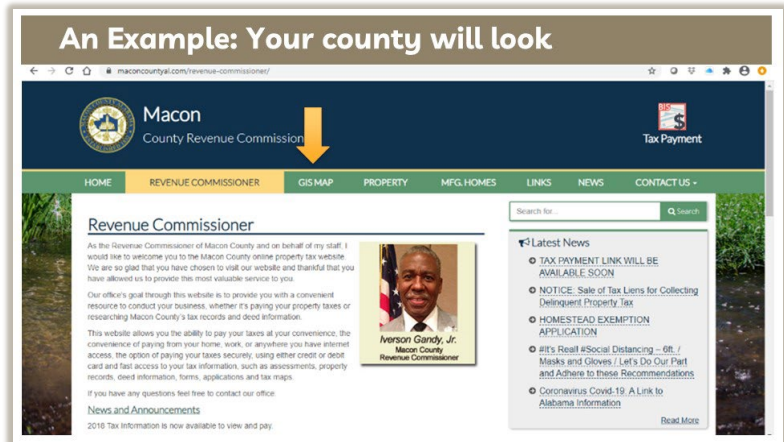 An Example: Your county will look
maconcountyal.com/revenue-commissioner/
Macon
County Revenue Commission
Tax Payment
HOME REVENUE COMMISSIONER GIS MAP PROPERTY MFG. HOMES LINKS NEWS CONTACT US
Revenue Commissioner
As the Revenue Commissioner of Macon County and on behalf of my staff, I
would like to welcome you to the Macon County online property tax website.
We are so glad that you have chosen to visit our website and thankful that you
have allowed us to provide this most valuable service to you.
Our office's goal through this website is to provide you with a convenient
resource to conduct your business, whether it's paying your property taxes or
researching Macon County's tax records and deed information.
This website allows you the ability to pay your taxes at your convenience, the
convenience of paying from your home, work, or anywhere you have internet
access, the option of paying your taxes securely, using either credit or debit
card and fast access to your tax information, such as assessments, property
records, deed information, forms, applications and tax maps.
If you have any questions feel free to contact our office.
News and Announcements
2016 Tax Information is now available to view and pay.
Iverson Gandy, Jr.
Macon County
Revenue Commissioner
Search for...
Search
Latest News
TAX PAYMENT LINK WILL BE
AVAILABLE SOON
NOTICE: Sale of Tax Liens for Collecting
Delinquent Property Tax
HOMESTEAD EXEMPTION
APPLICATION
#It's Real! #Social Distancing ~ 6ft. /
Masks and Gloves / Let's Do Our Part
and Adhere to these Recommendations
Coronavirus Covid-19: A Link to
Alabama Information
Read More